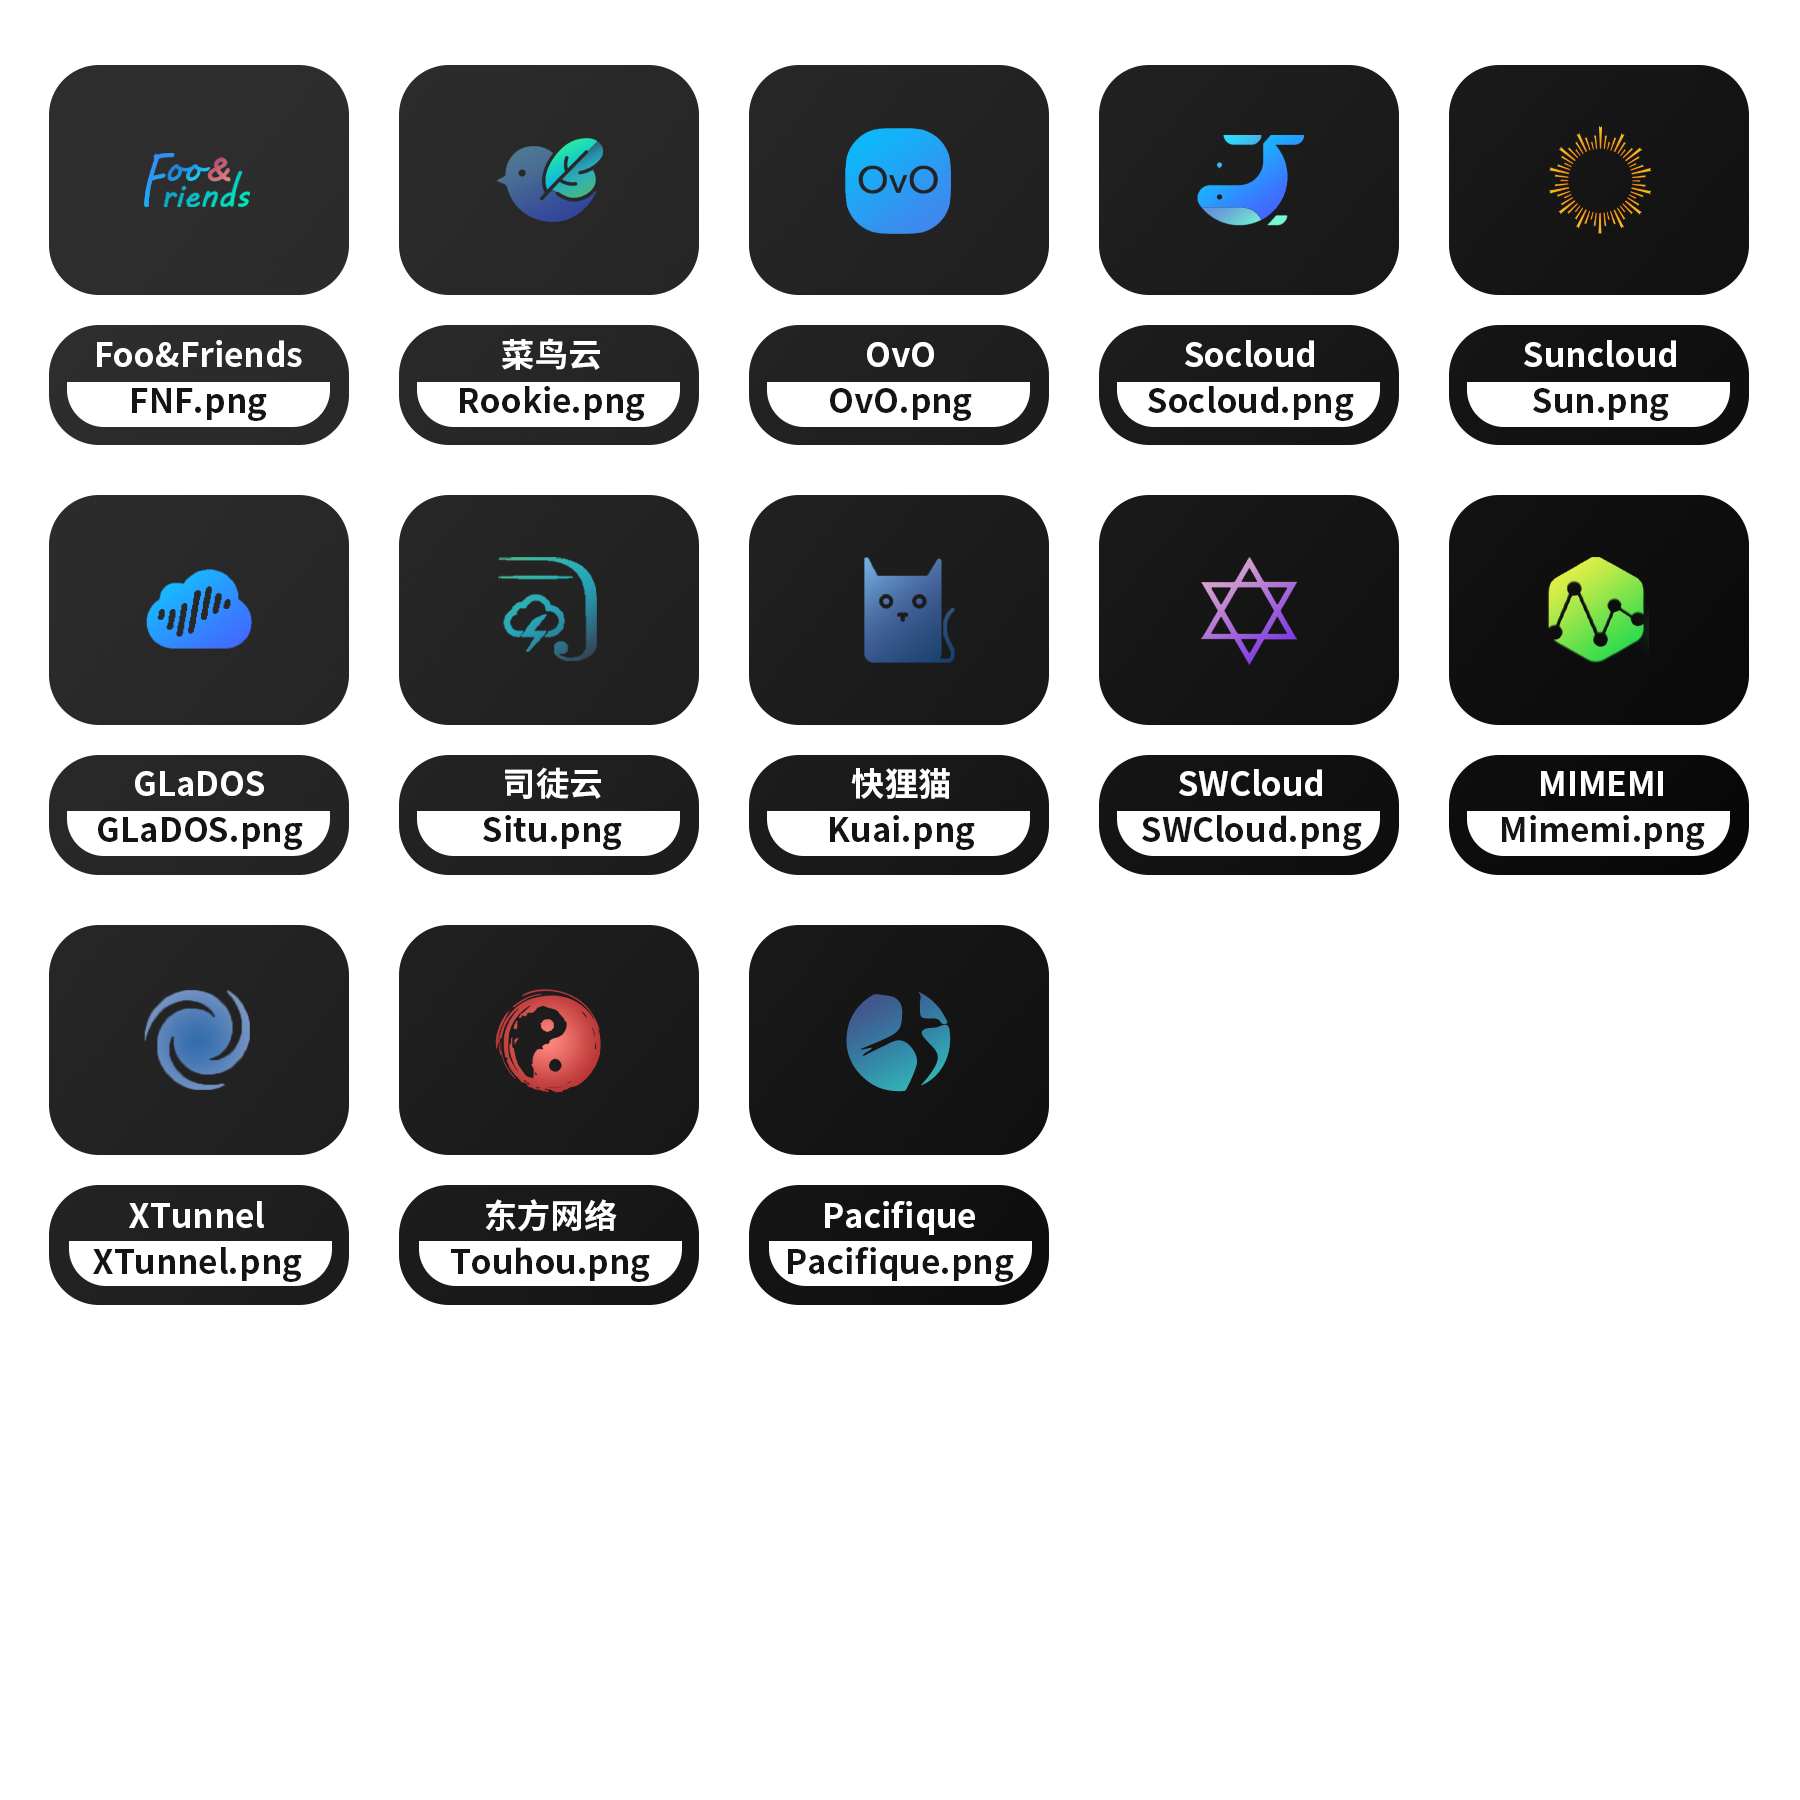 Foo&
riends
OvO
Foo&Friends
FNF.png
菜鸟云
Rookie.png
OvO
OvO.png
Socloud
Socloud.png
Suncloud
Sun.png
GLaDOS
GLaDOS.png
司徒云
Situ.png
快狸猫
Kuai.png
SWCloud
SWCloud.png
MIMEMI
Mimemi.png
XTunnel
XTunnel.png
东方网络
Touhou.png
Pacifique
Pacifique.png